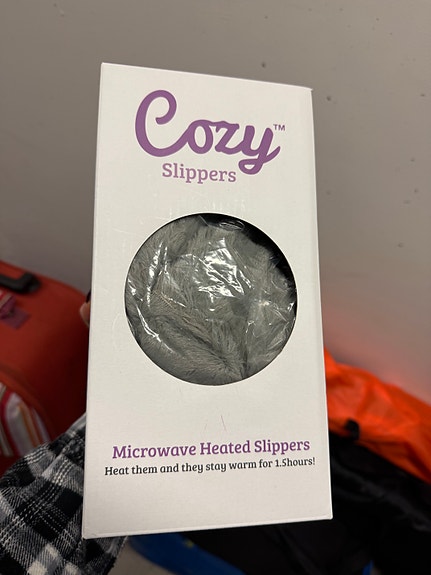 Cozy™
Slippers
Microwave Heated Slippers
Heat them and they stay warm for 1.5hours!